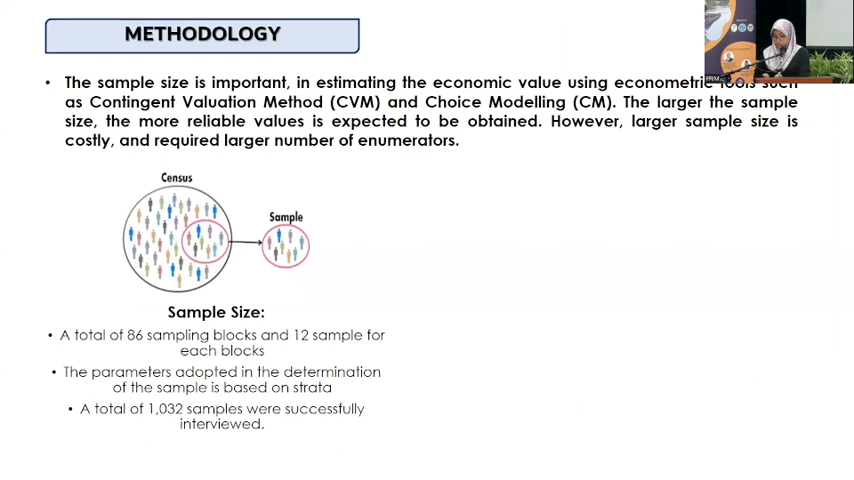 METHODOLOGY
• The sample size is important, in estimating the economic value using econometric tools such
as Contingent Valuation Method (CVM) and Choice Modelling (CM). The larger the sample
size, the more reliable values is expected to be obtained. However, larger sample size is
costly, and required larger number of enumerators.
Census
Sample
Sample Size:
• A total of 86 sampling blocks and 12 sample for
each blocks
• The parameters adopted in the determination
of the sample is based on strata
• A total of 1,032 samples were successfully
interviewed.
FRIM